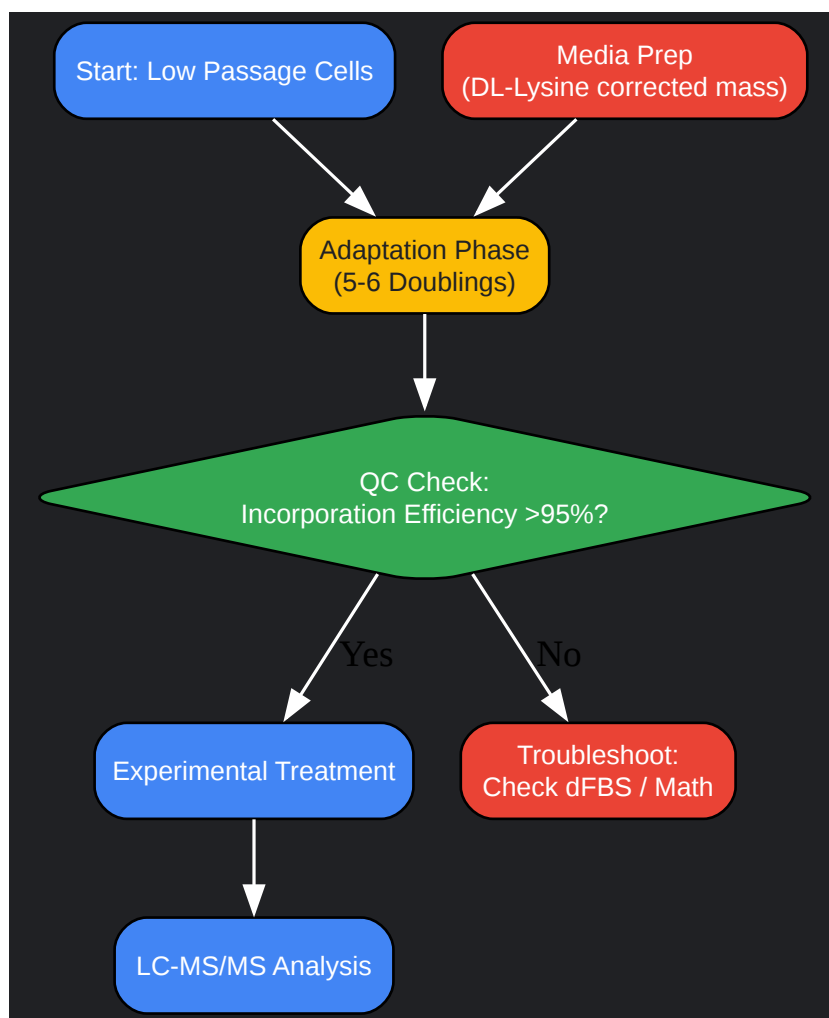 Start: Low Passage Cells
Media Prep
(DL-Lysine corrected mass)
Adaptation Phase
(5-6 Doublings)
QC Check:
Incorporation Efficiency >95%?
Yes
No
Experimental Treatment
Troubleshoot:
Check dFBS / Math
LC-MS/MS Analysis